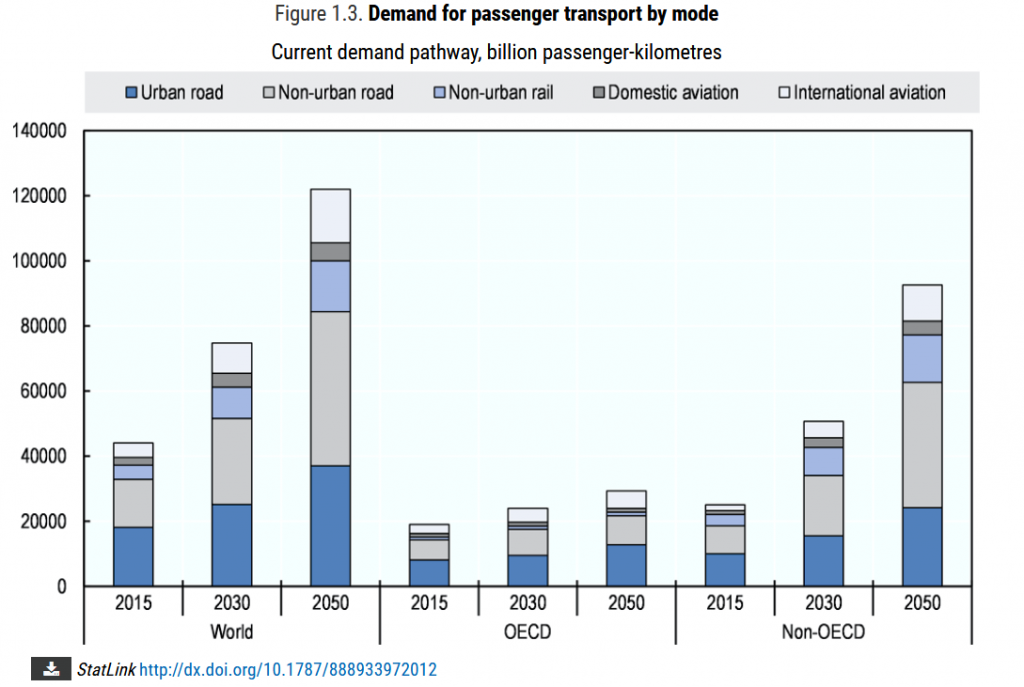 Figure 1.3. Demand for passenger transport by mode
Current demand pathway, billion passenger-kilometres
Urban road Non-urban road Non-urban rail Domestic aviation International aviation
140000
120000
100000
80000
60000
40000
20000
0
2015 2030 2050 2015 2030 2050 2015 2030 2050
World OECD Non-OECD
StatLink http://dx.doi.org/10.1787/888933972012